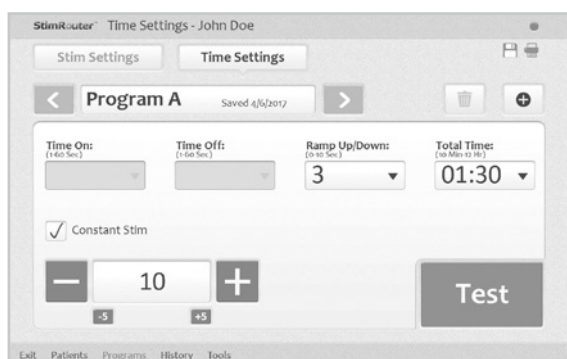 StimRouter™ Time Settings - John Doe
Stim Settings Time Settings
Program A Saved 4/6/2017
Time On: Time Off: Ramp Up/Down: Total Time:
(1-60 Sec) (1-60 Sec) (0-10 Sec) (10 Min-12 Hr)
3 01:30
Constant Stim
10
-5 +5
Test
Exit Patients Programs History Tools